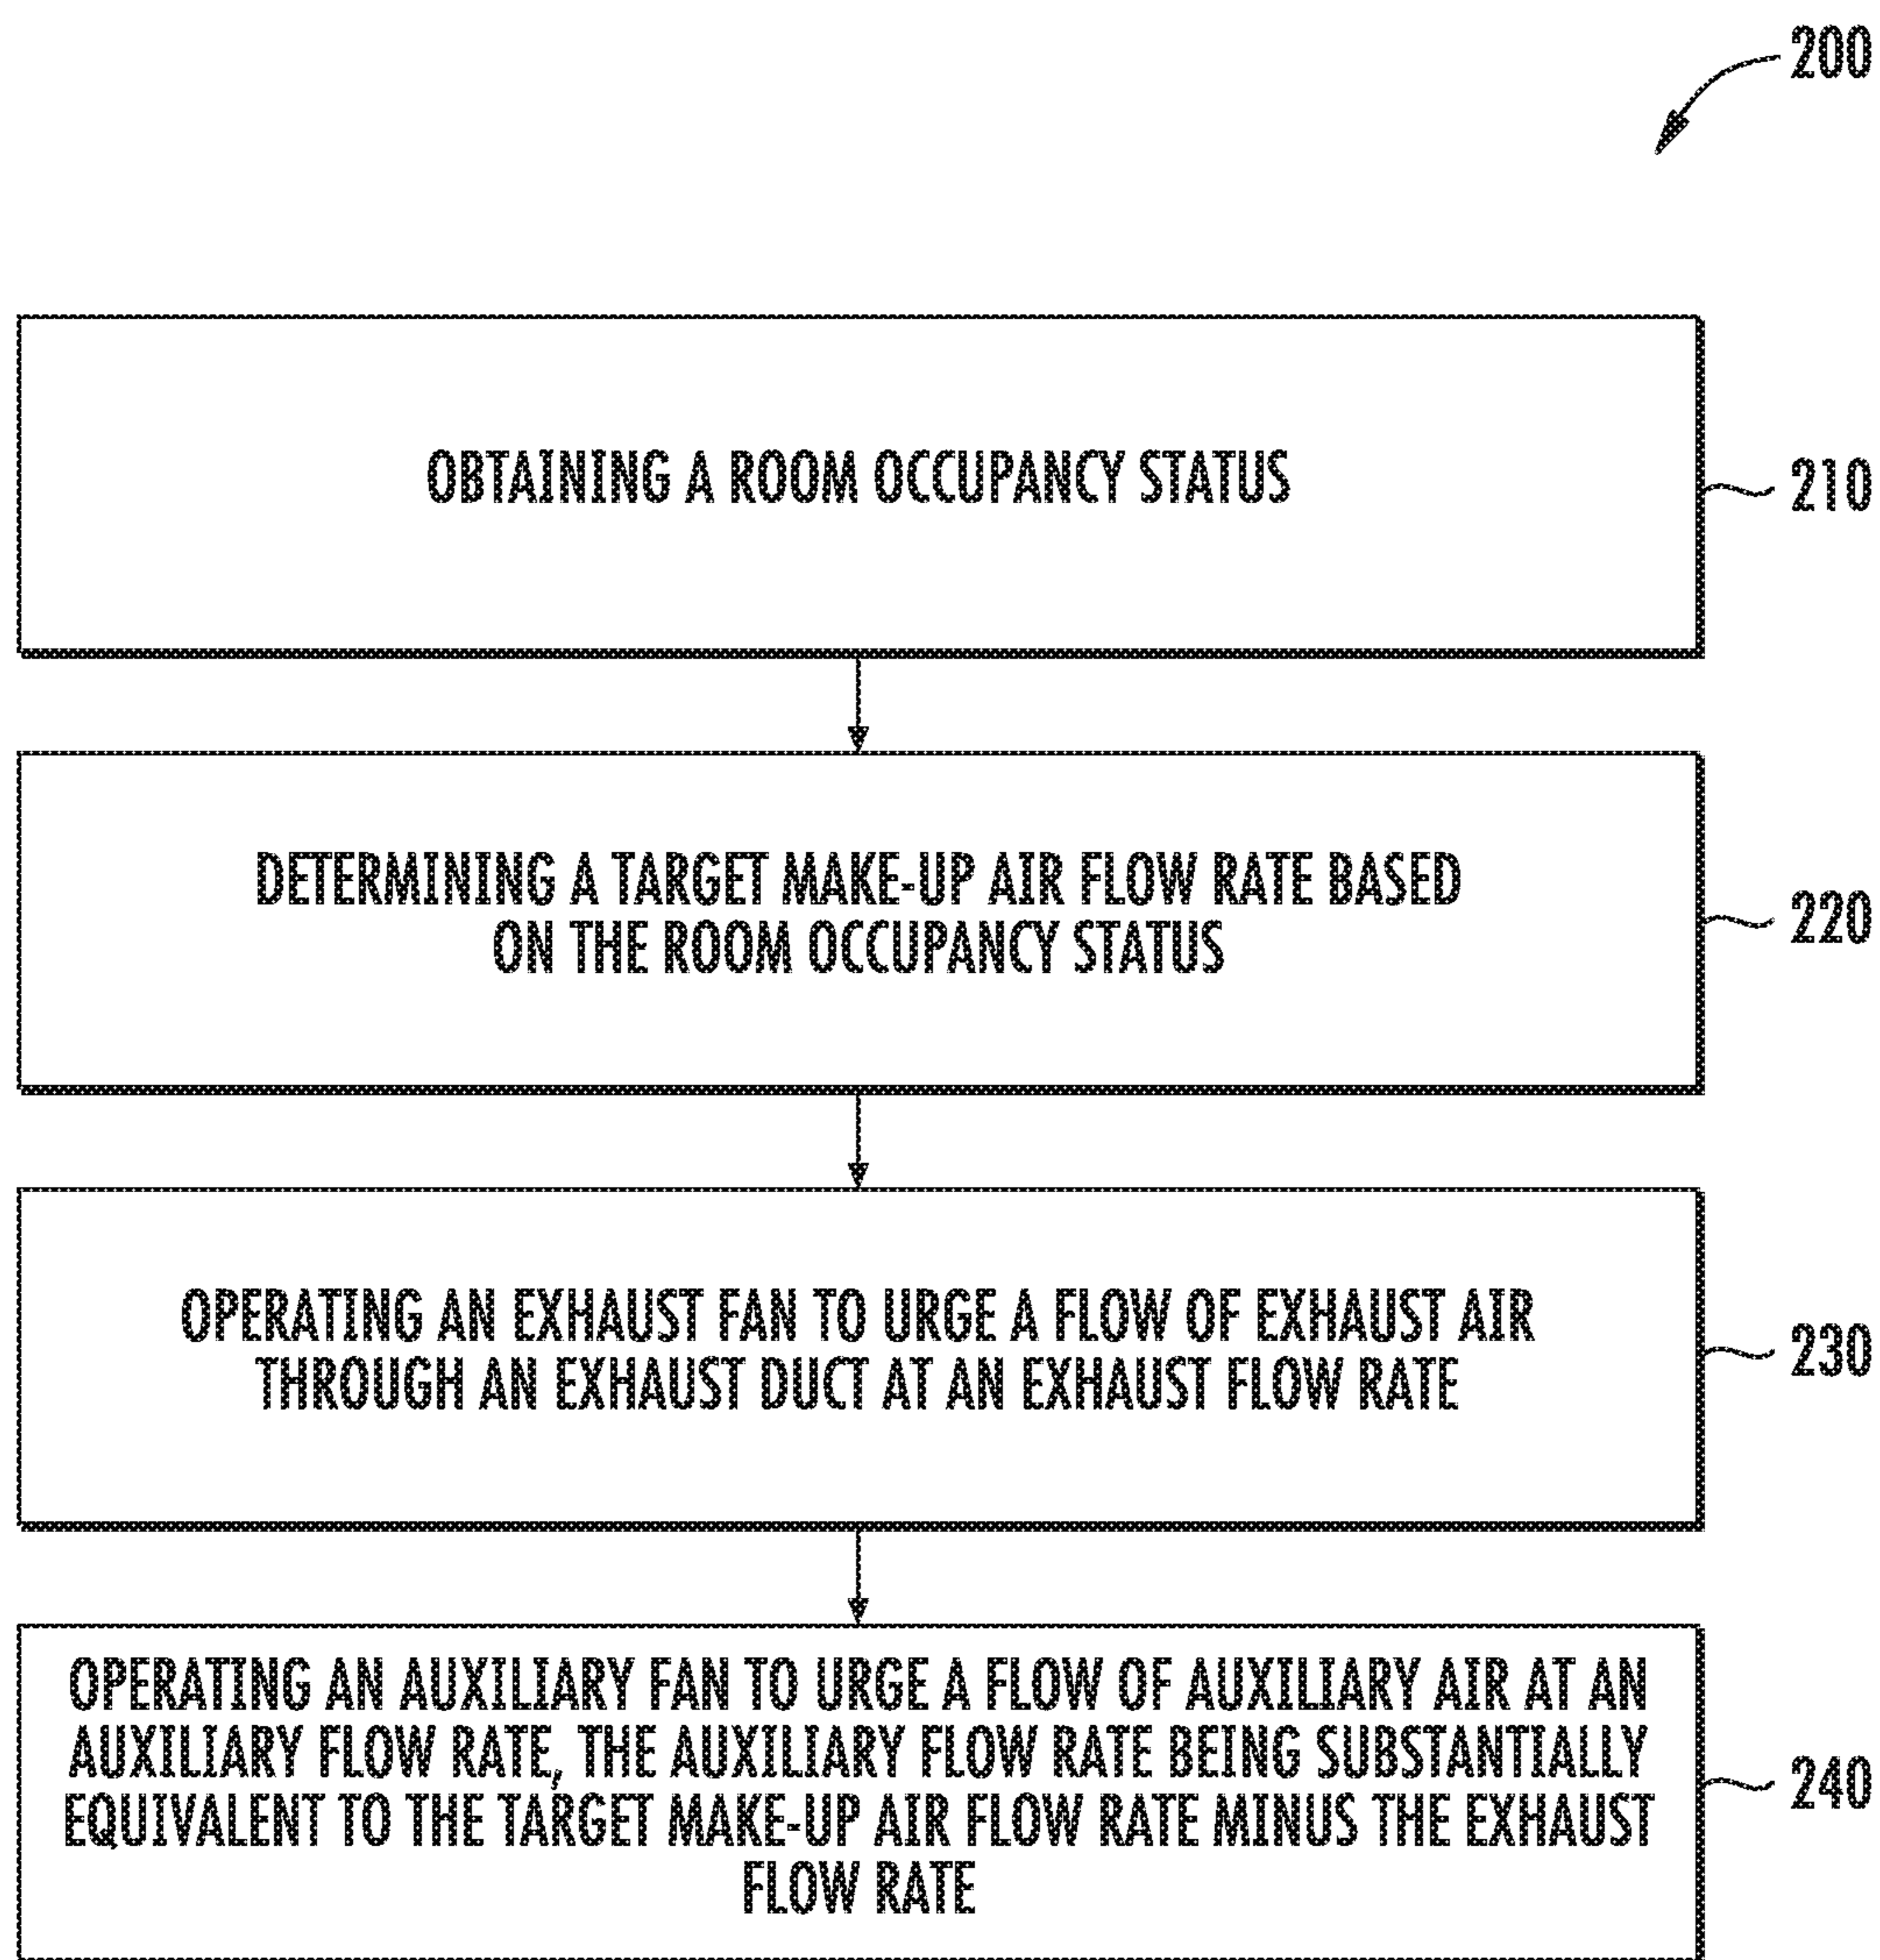 200
OBTAINING A ROOM OCCUPANCY STATUS
210
DETERMINING A TARGET MAKE-UP AIR FLOW RATE BASED
ON THE ROOM OCCUPANCY STATUS
220
OPERATING AN EXHAUST FAN TO URGE A FLOW OF EXHAUST AIR
THROUGH AN EXHAUST DUCT AT AN EXHAUST FLOW RATE
230
OPERATING AN AUXILIARY FAN TO URGE A FLOW OF AUXILIARY AIR AT AN
AUXILIARY FLOW RATE, THE AUXILIARY FLOW RATE BEING SUBSTANTIALLY
EQUIVALENT TO THE TARGET MAKE-UP AIR FLOW RATE MINUS THE EXHAUST
FLOW RATE
240